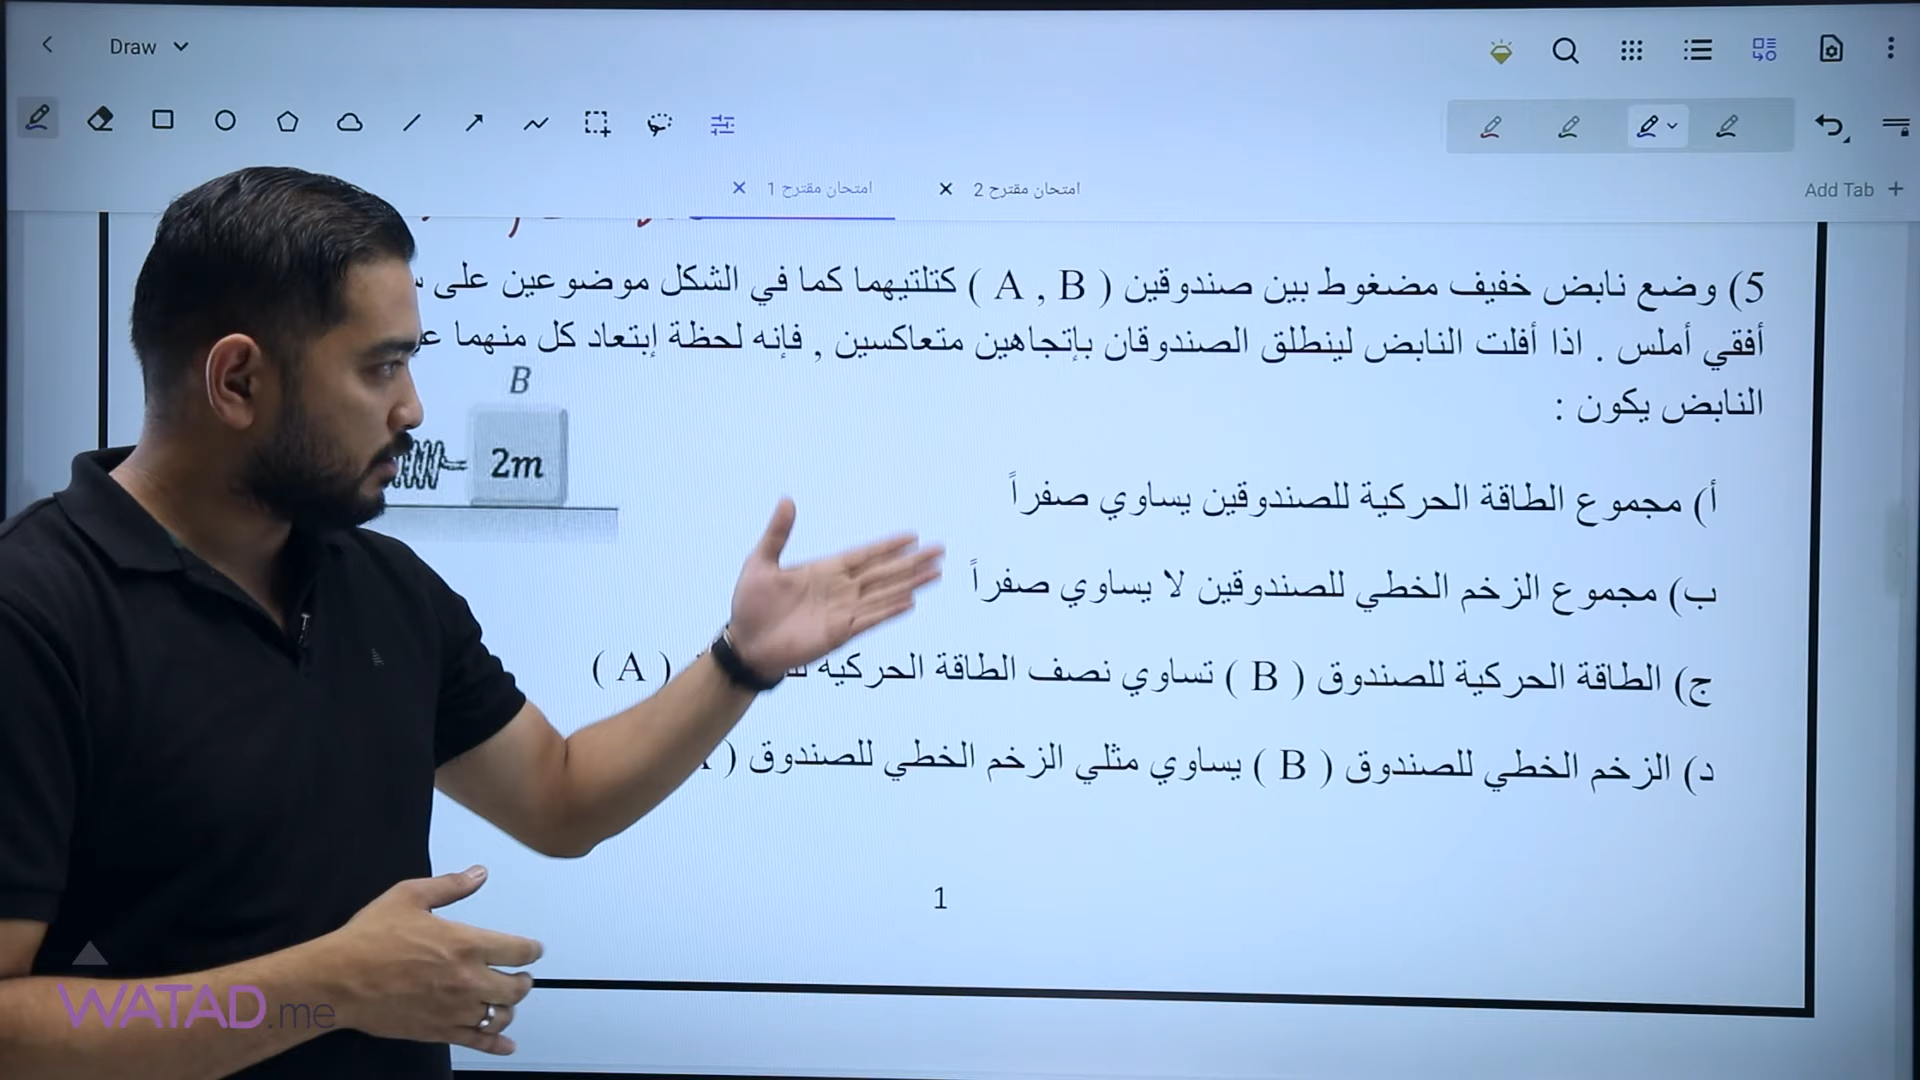 Draw
امتحان مقترح 1
امتحان مقترح 2
Add Tab
5) وضع نابض خفيف مضغوط بين صندوقين ( A , B ) كتلتيهما كما في الشكل موضوعين على
أفقي أملس . اذا أفلت النابض لينطلق الصندوقان بإتجاهين متعاكسين , فإنه لحظة إبتعاد كل منهما
النابض يكون :
B
2m
أ) مجموع الطاقة الحركية للصندوقين يساوي صفراً
ب) مجموع الزخم الخطي للصندوقين لا يساوي صفراً
ج) الطاقة الحركية للصندوق ( B ) تساوي نصف الطاقة الحركية ( A )
د) الزخم الخطي للصندوق ( B ) يساوي مثلي الزخم الخطي للصندوق (
1
WATAD.me